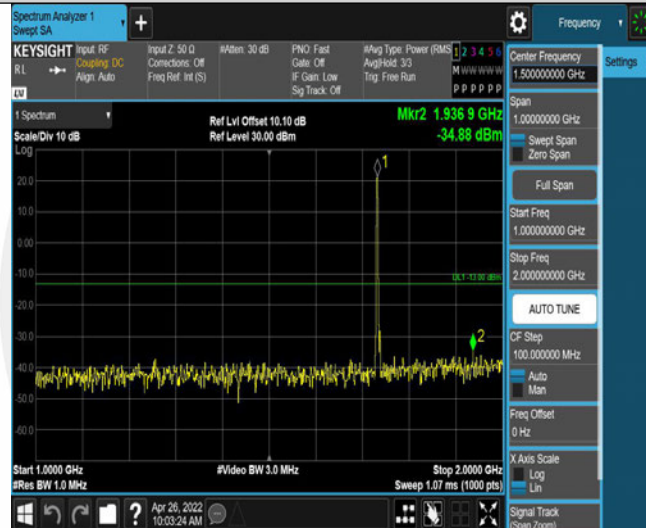 Spectrum Analyzer 1
Swept SA
Frequency
KEYSIGHT
RL
Input: RF
Coupling: DC
Align: Auto
Input Z: 50 Ω
Corrections: Off
Freq Ref: Int (S)
#Atten: 30 dB
PNO: Fast
Gate: Off
IF Gain: Low
Sig Track: Off
#Avg Type: Power (RMS
Avg|Hold: 3/3
Trig: Free Run
1 2 3 4 5 6
M W W W W W
P P P P P P
1 Spectrum
Scale/Div 10 dB
Log
Ref Lvl Offset 10.10 dB
Ref Level 30.00 dBm
Mkr2 1.936 9 GHz
-34.88 dBm
1
20.0
10.0
0.00
-10.0
DL1 -13.00 dBm
-20.0
-30.0
2
-40.0
-50.0
-60.0
Start 1.0000 GHz
#Res BW 1.0 MHz
#Video BW 3.0 MHz
Stop 2.0000 GHz
Sweep 1.07 ms (1000 pts)
Apr 26, 2022
10:03:24 AM
Center Frequency
1.500000000 GHz
Settings
Span
1.00000000 GHz
Swept Span
Zero Span
Full Span
Start Freq
1.000000000 GHz
Stop Freq
2.000000000 GHz
AUTO TUNE
CF Step
100.000000 MHz
Auto
Man
Freq Offset
0 Hz
X Axis Scale
Log
Lin
Signal Track
(Span Zoom)